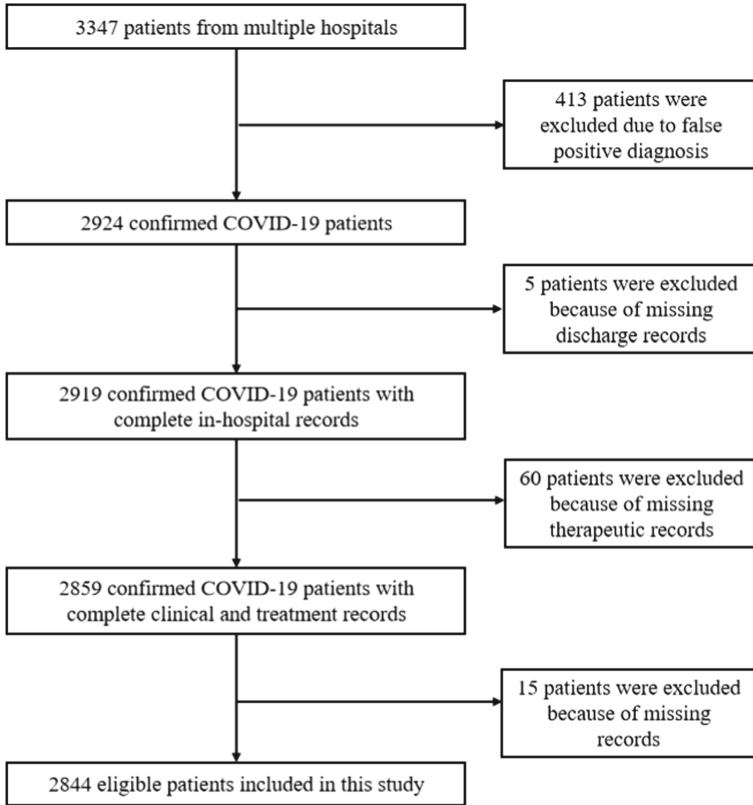 3347 patients from multiple hospitals
413 patients were
excluded due to false
positive diagnosis
2924 confirmed COVID-19 patients
5 patients were excluded
because of missing
discharge records
2919 confirmed COVID-19 patients with
complete in-hospital records
60 patients were excluded
because of missing
therapeutic records
2859 confirmed COVID-19 patients with
complete clinical and treatment records
15 patients were excluded
because of missing
records
2844 eligible patients included in this study